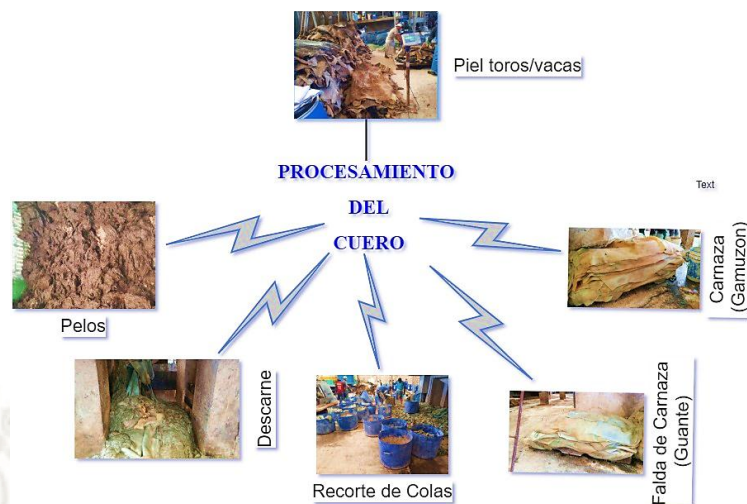 Piel toros/vacas
PROCESAMIENTO
DEL
CUERO
Text
Carnaza
(Gamuzon)
Pelos
Descarne
Falda de Carnaza
(Guante)
Recorte de Colas